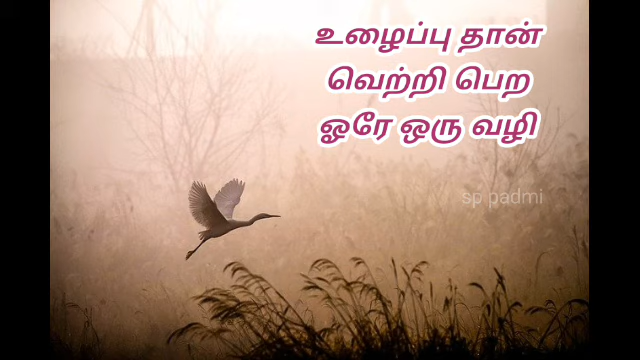 உழைப்பு தான்
வெற்றி பெற
ஓரே ஒரு வழி
sp padmi